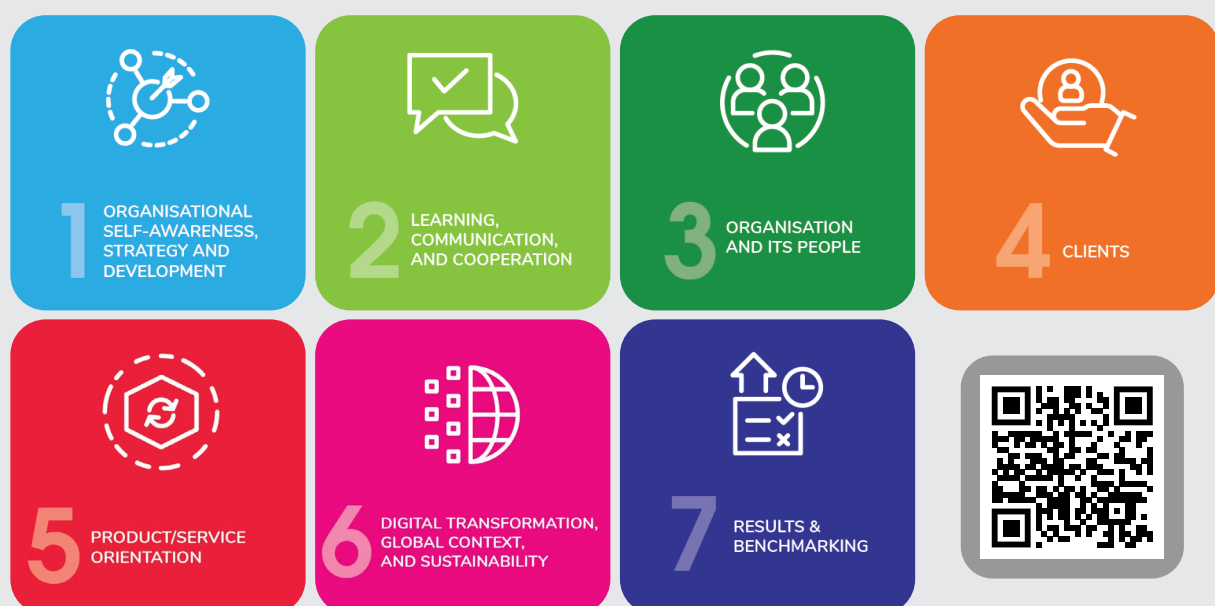 1
ORGANISATIONAL
SELF-AWARENESS,
STRATEGY AND
DEVELOPMENT
2
LEARNING,
COMMUNICATION,
AND COOPERATION
3
ORGANISATION
AND ITS PEOPLE
4
CLIENTS
5
PRODUCT/SERVICE
ORIENTATION
6
DIGITAL TRANSFORMATION,
GLOBAL CONTEXT,
AND SUSTAINABILITY
7
RESULTS &
BENCHMARKING